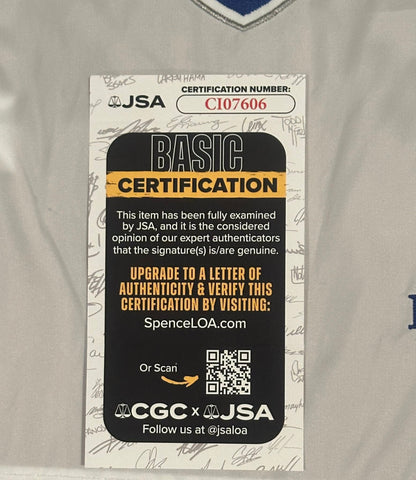 CERTIFICATION NUMBER:
JSA
CI07606
BASIC
CERTIFICATION
This item has been fully examined
by JSA, and it is the considered
opinion of our expert authenticators
that the signature(s) is/are genuine.
UPGRADE TO A LETTER OF
AUTHENTICITY & VERIFY THIS
CERTIFICATION BY VISITING:
SpenceLOA.com
Or Scan
CGC x JSA
Follow us at @jsaloa